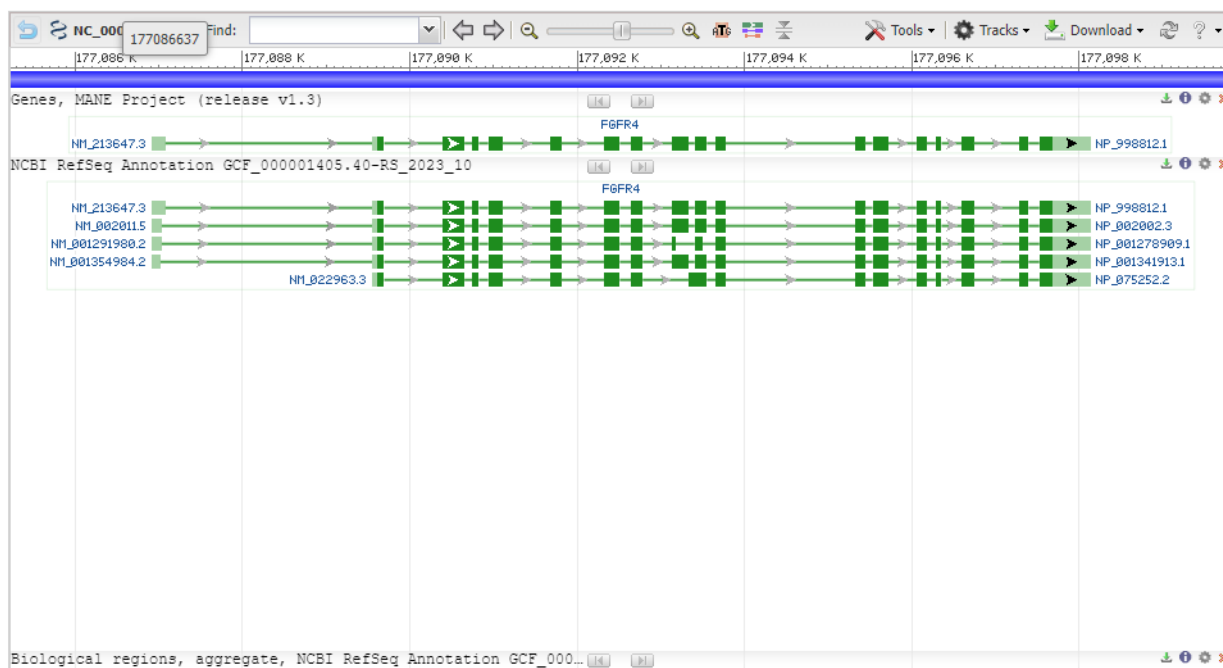 NC_000 177086637 Find: Tools Tracks Download ?
177,086 K 177,088 K 177,090 K 177,092 K 177,094 K 177,096 K 177,098 K
Genes, MANE Project (release v1.3)
FGFR4
NM_213647.3 NP_998812.1
NCBI RefSeq Annotation GCF_000001405.40-RS_2023_10
FGFR4
NM_213647.3 NP_998812.1
NM_002011.5 NP_002002.3
NM_001291980.2 NP_001278909.1
NM_001354984.2 NP_001341913.1
NM_022963.3 NP_075252.2
Biological regions, aggregate, NCBI RefSeq Annotation GCF_000…